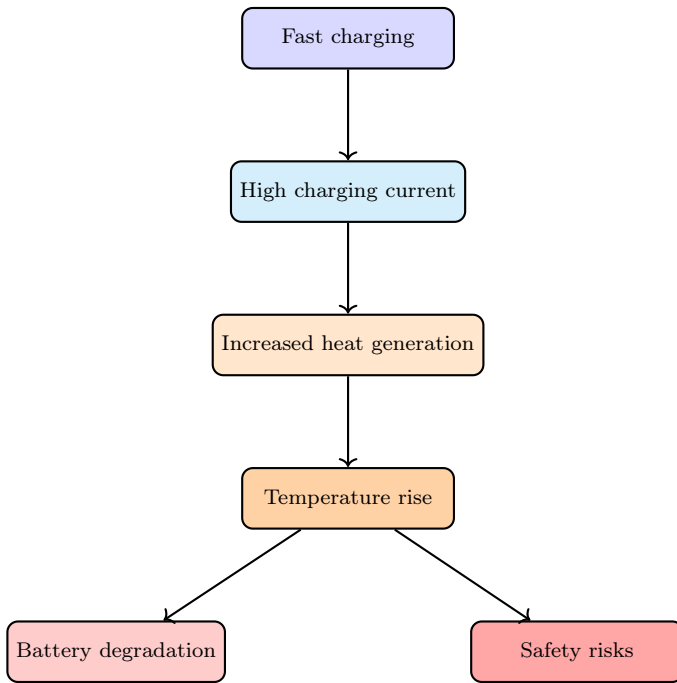 Fast charging
High charging current
Increased heat generation
Temperature rise
Battery degradation
Safety risks